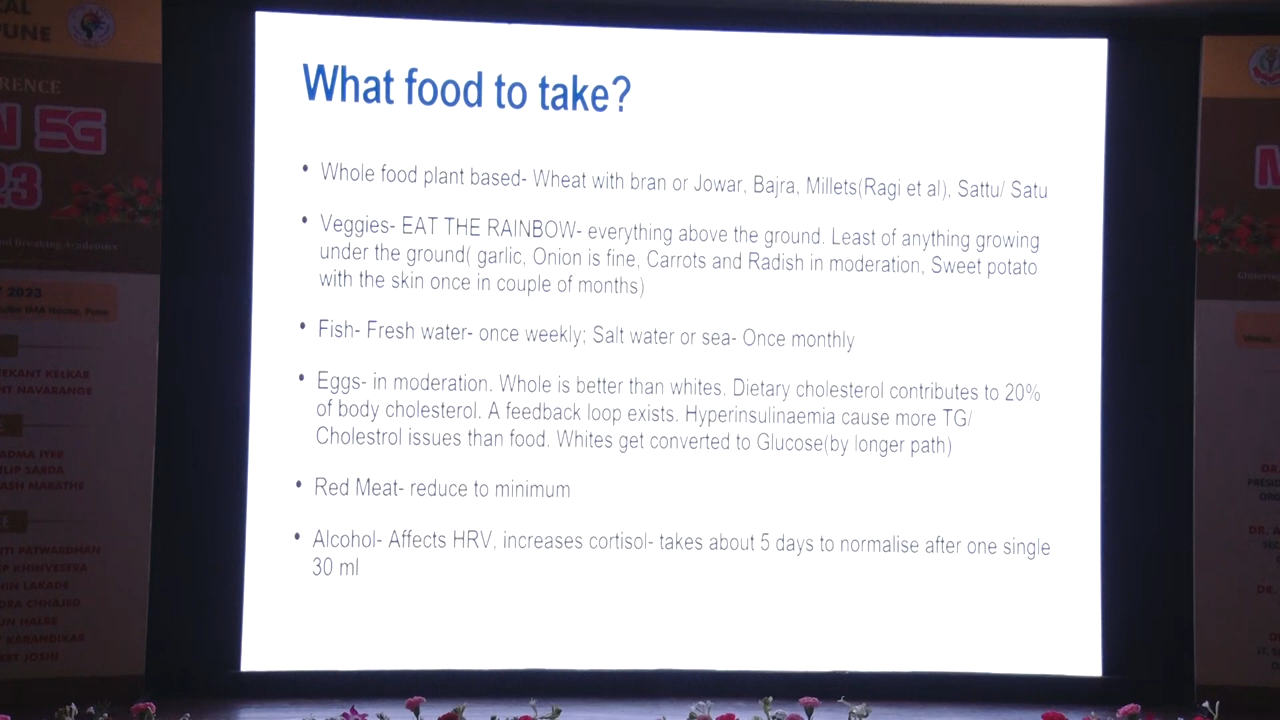 What food to take?
• Whole food plant based- Wheat with bran or Jowar, Bajra, Millets(Ragi et al), Sattu/ Satu
• Veggies- EAT THE RAINBOW- everything above the ground. Least of anything growing
under the ground( garlic, Onion is fine, Carrots and Radish in moderation, Sweet potato
with the skin once in couple of months)
• Fish- Fresh water- once weekly; Salt water or sea- Once monthly
• Eggs- in moderation. Whole is better than whites. Dietary cholesterol contributes to 20%
of body cholesterol. A feedback loop exists. Hyperinsulinaemia cause more TG/
Cholestrol issues than food. Whites get converted to Glucose(by longer path)
• Red Meat- reduce to minimum
• Alcohol- Affects HRV, increases cortisol- takes about 5 days to normalise after one single
30 ml
PUNE
5G
2023
IMA House, Pune
KELKAR
NAVARANGE
IYER
SARDA
MARATHE
PATWARDHAN
KHINVESERA
LAKADE
CHHAJED
HALBE
KARANDIKAR
JOSHI
DR.
DR.